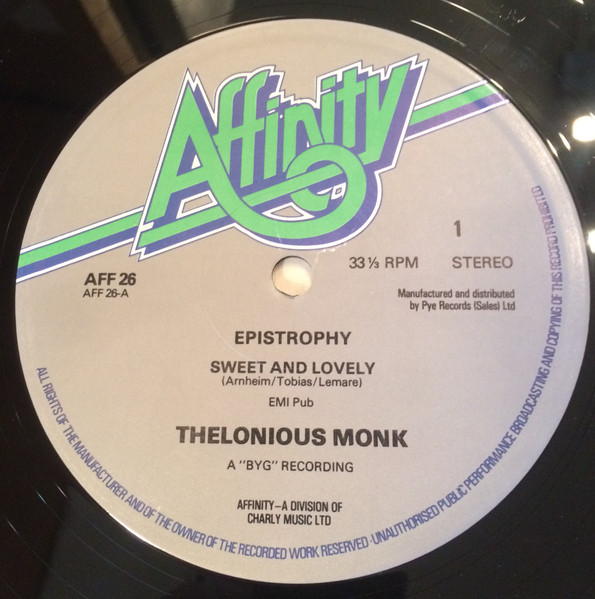 Affinity
1
33 ⅓ RPM STEREO
AFF 26
AFF 26-A
Manufactured and distributed
by Pye Records (Sales) Ltd
EPISTROPHY
SWEET AND LOVELY
(Arnheim/Tobias/Lemare)
EMI Pub
THELONIOUS MONK
A "BYG" RECORDING
AFFINITY–A DIVISION OF
CHARLY MUSIC LTD
ALL RIGHTS OF THE MANUFACTURER AND OF THE OWNER OF THE RECORDED WORK RESERVED · UNAUTHORISED PUBLIC PERFORMANCE BROADCASTING AND COPYING OF THIS RECORD PROHIBITED